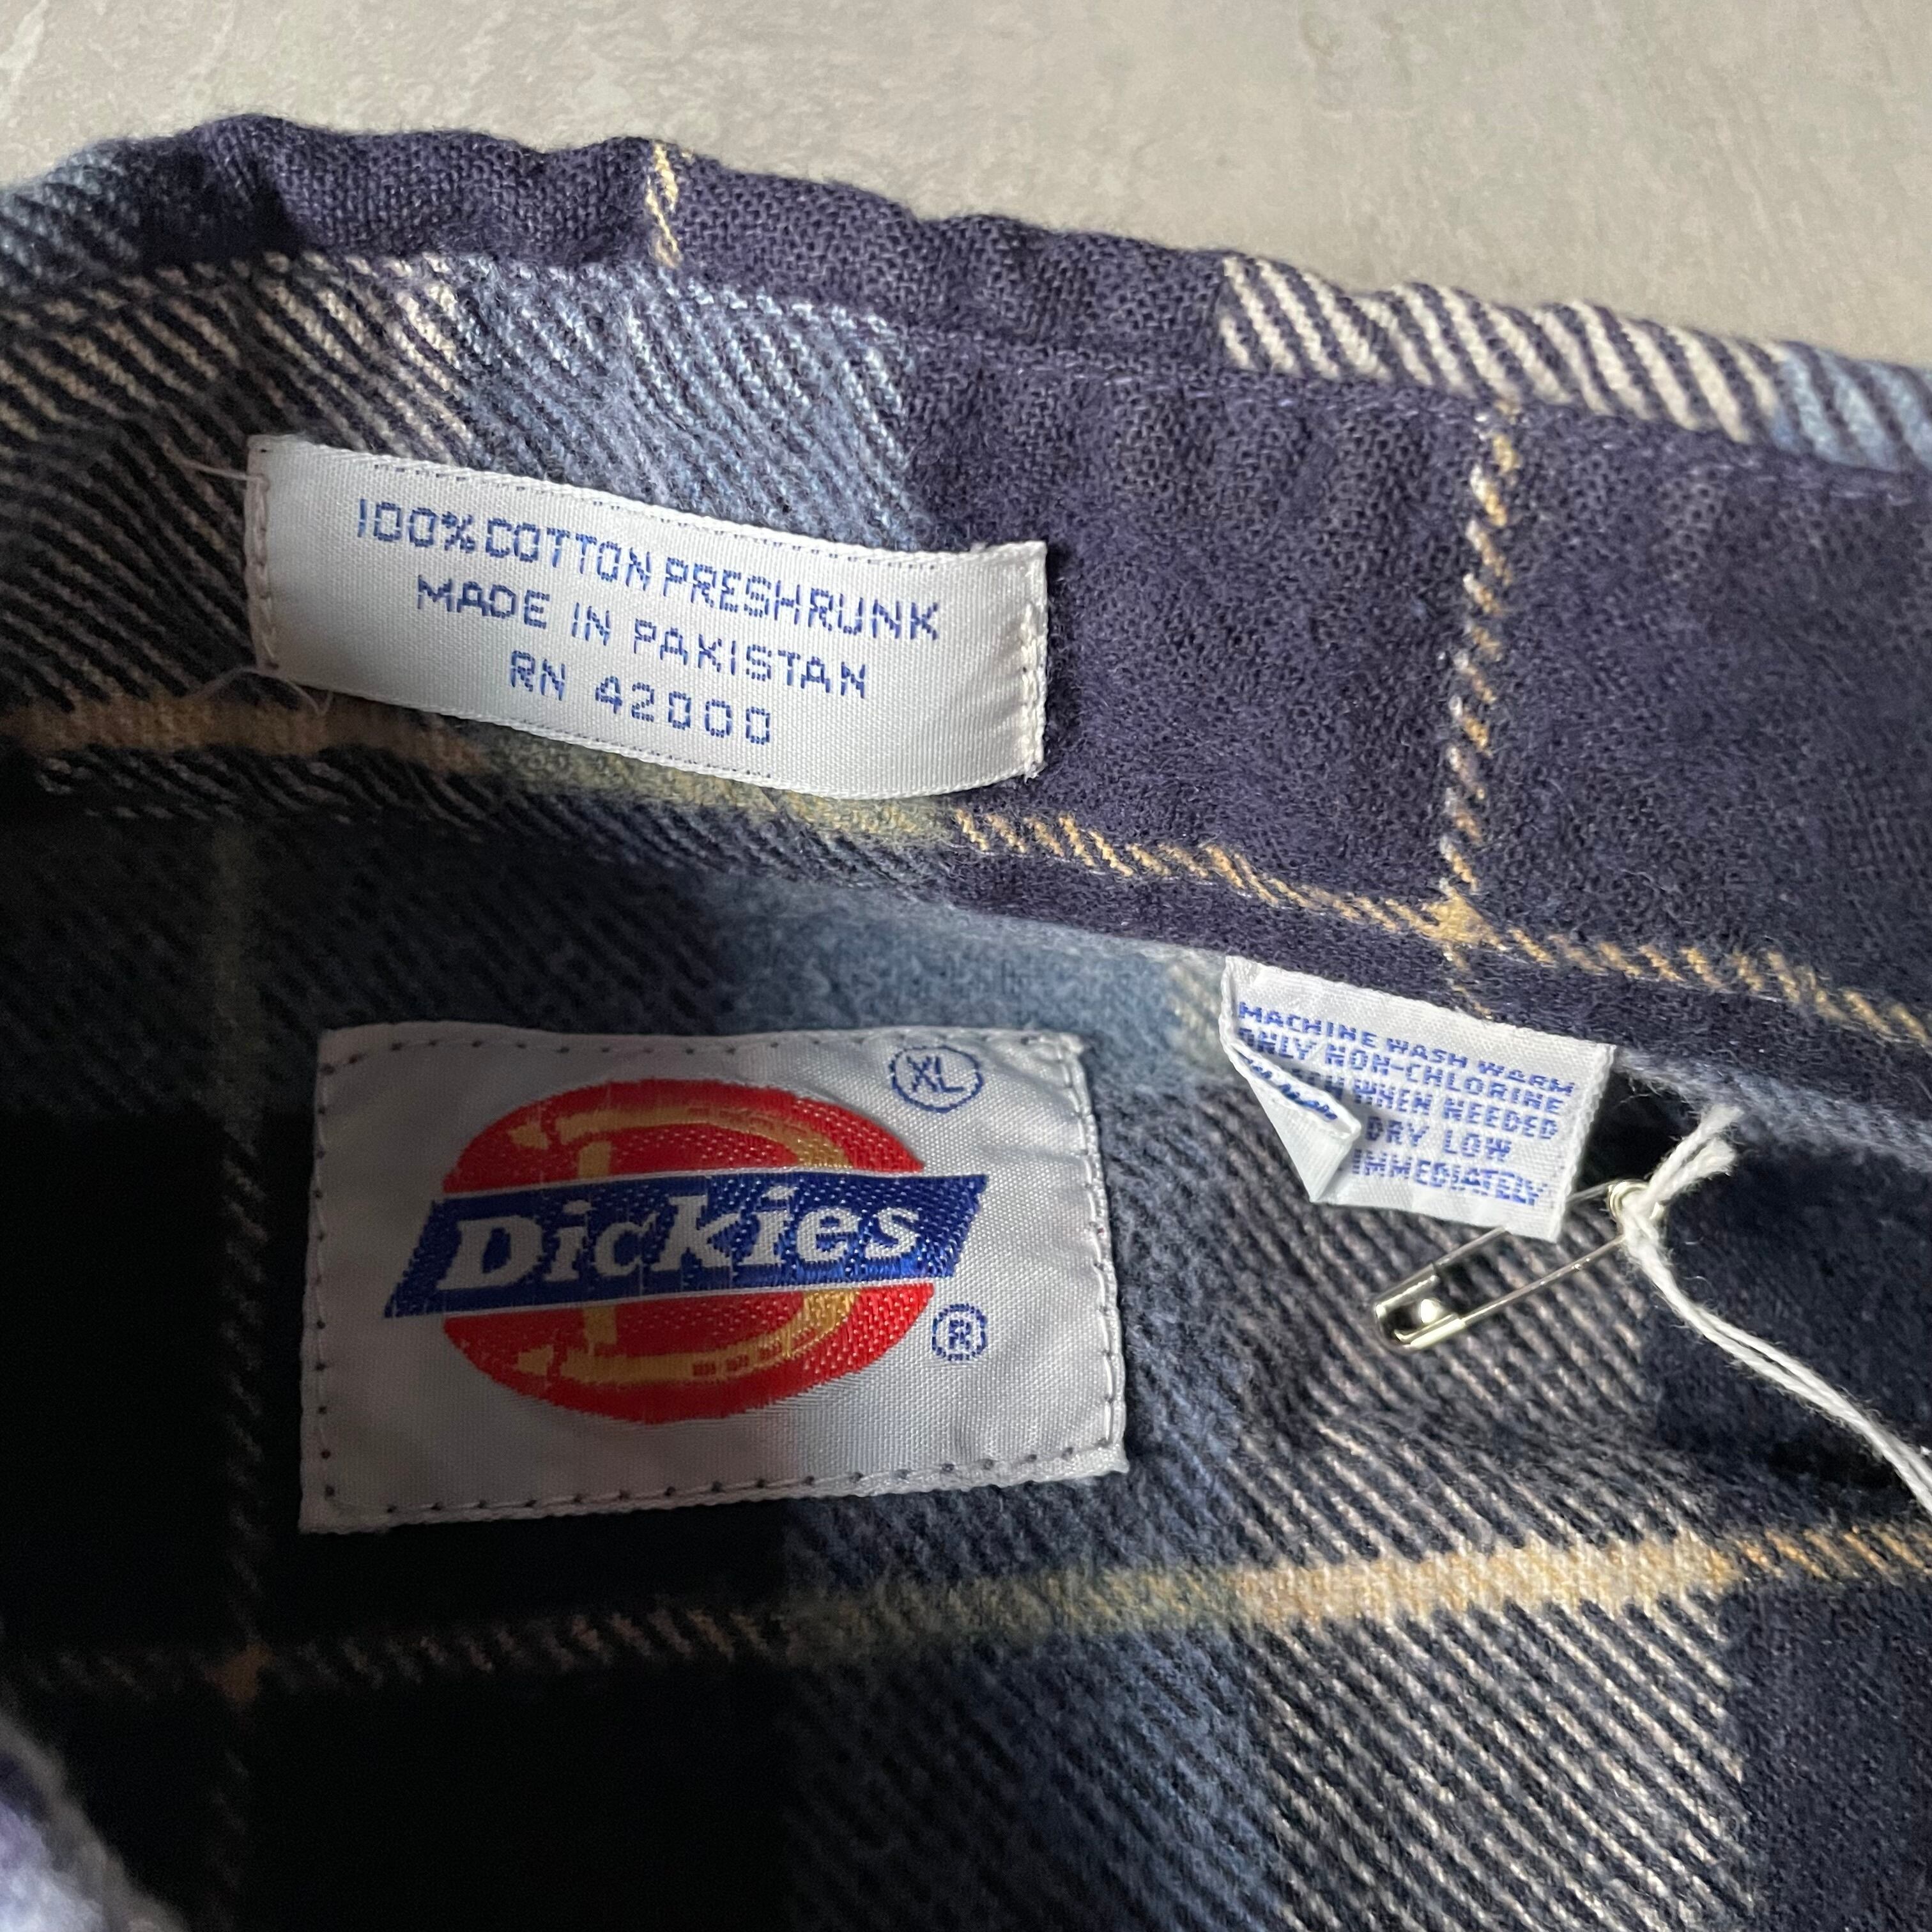 100% COTTON PRESHRUNK
MADE IN PAKISTAN
RN 42000
XL
Dickies
®
MACHINE WASH WARM
ONLY NON-CHLORINE
WHEN NEEDED
DRY LOW
IMMEDIATELY